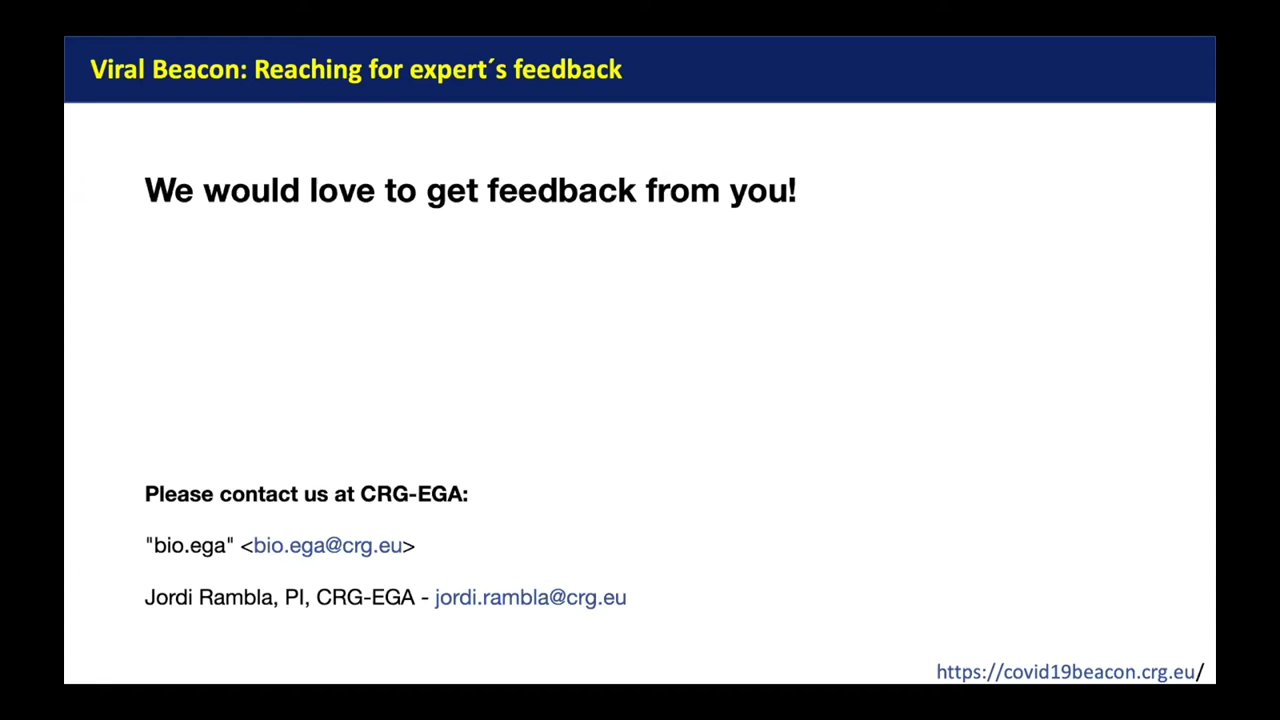 Viral Beacon: Reaching for expert´s feedback
We would love to get feedback from you!
Please contact us at CRG-EGA:
"bio.ega" <bio.ega@crg.eu>
Jordi Rambla, PI, CRG-EGA - jordi.rambla@crg.eu
https://covid19beacon.crg.eu/